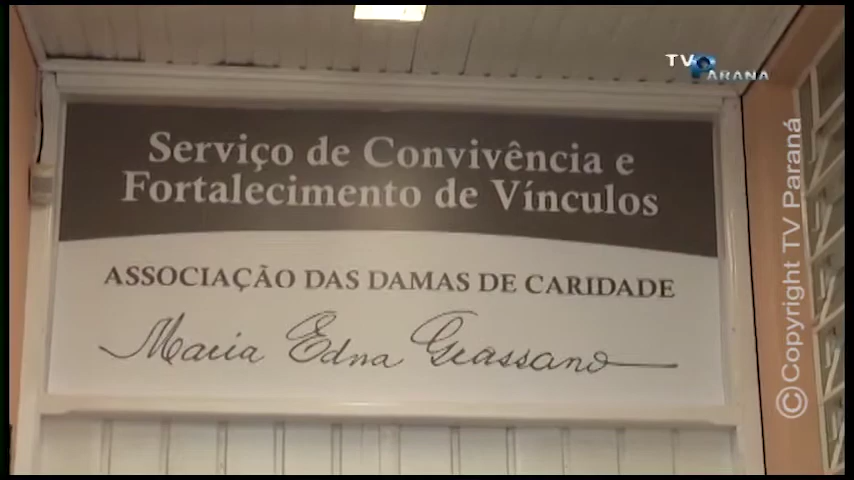 TV PARANÁ
Serviço de Convivência e
Fortalecimento de Vínculos
ASSOCIAÇÃO DAS DAMAS DE CARIDADE
Maria Edna Grassano
©Copyright TV Paraná